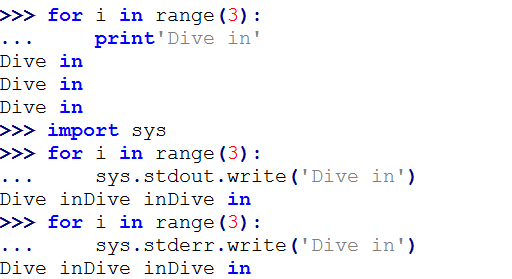 >>> for i in range(3):
...     print'Dive in'
Dive in
Dive in
Dive in
>>> import sys
>>> for i in range(3):
...     sys.stdout.write('Dive in')
Dive inDive inDive in
>>> for i in range(3):
...     sys.stderr.write('Dive in')
Dive inDive inDive in